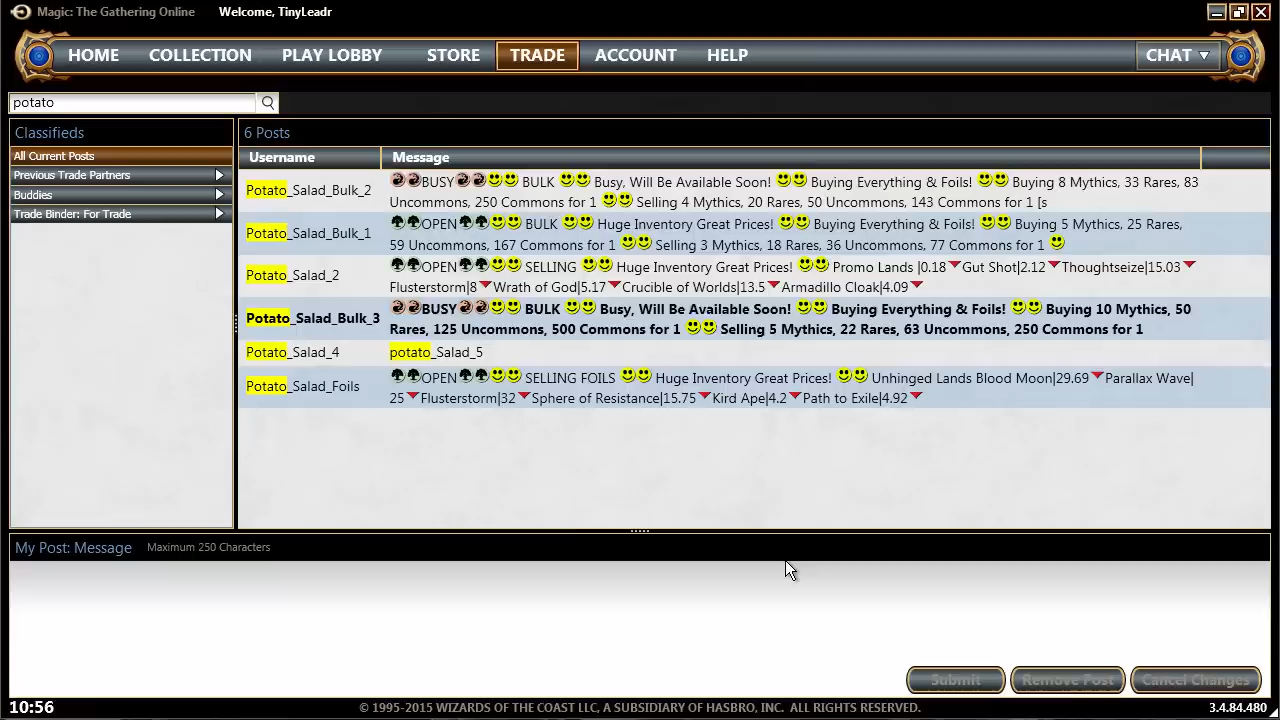 Magic: The Gathering Online Welcome, TinyLeadr
HOME COLLECTION PLAY LOBBY STORE TRADE ACCOUNT HELP CHAT
potato
Classifieds
All Current Posts
Previous Trade Partners
Buddies
Trade Binder: For Trade
6 Posts
Username Message
Potato_Salad_Bulk_2
BUSY BULK Busy, Will Be Available Soon! Buying Everything & Foils! Buying 8 Mythics, 33 Rares, 83
Uncommons, 250 Commons for 1 Selling 4 Mythics, 20 Rares, 50 Uncommons, 143 Commons for 1 [s
Potato_Salad_Bulk_1
OPEN BULK Huge Inventory Great Prices! Buying Everything & Foils! Buying 5 Mythics, 25 Rares,
59 Uncommons, 167 Commons for 1 Selling 3 Mythics, 18 Rares, 36 Uncommons, 77 Commons for 1
Potato_Salad_2
OPEN SELLING Huge Inventory Great Prices! Promo Lands |0.18 Gut Shot|2.12 Thoughtseize|15.03
Flusterstorm|8 Wrath of God|5.17 Crucible of Worlds|13.5 Armadillo Cloak|4.09
Potato_Salad_Bulk_3
BUSY BULK Busy, Will Be Available Soon! Buying Everything & Foils! Buying 10 Mythics, 50
Rares, 125 Uncommons, 500 Commons for 1 Selling 5 Mythics, 22 Rares, 63 Uncommons, 250 Commons for 1
Potato_Salad_4 potato_Salad_5
Potato_Salad_Foils
OPEN SELLING FOILS Huge Inventory Great Prices! Unhinged Lands Blood Moon|29.69 Parallax Wave|
25 Flusterstorm|32 Sphere of Resistance|15.75 Kird Ape|4.2 Path to Exile|4.92
My Post: Message Maximum 250 Characters
Submit Remove Post Cancel Changes
10:56 © 1995-2015 WIZARDS OF THE COAST LLC, A SUBSIDIARY OF HASBRO, INC. ALL RIGHTS RESERVED. 3.4.84.480